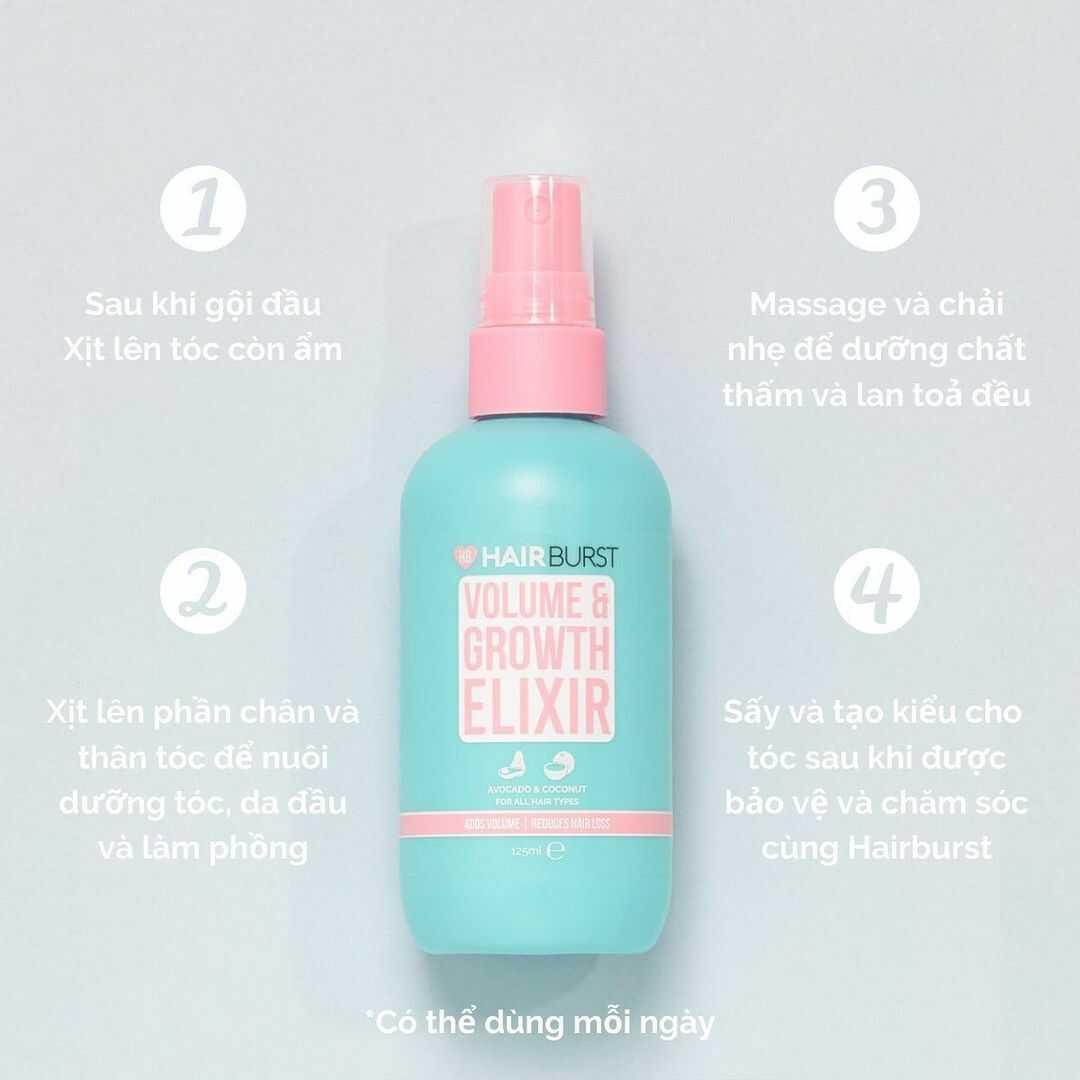 1
Sau khi gội đầu
Xịt lên tóc còn ẩm
2
Xịt lên phần chân và
thân tóc để nuôi
dưỡng tóc, da đầu
và làm phồng
3
Massage và chải
nhẹ để dưỡng chất
thấm và lan toả đều
4
Sấy và tạo kiểu cho
tóc sau khi được
bảo vệ và chăm sóc
cùng Hairburst
HB HAIRBURST
VOLUME &
GROWTH
ELIXIR
AVOCADO & COCONUT
FOR ALL HAIR TYPES
ADDS VOLUME | REDUCES HAIR LOSS
125ml ℮
*Có thể dùng mỗi ngày